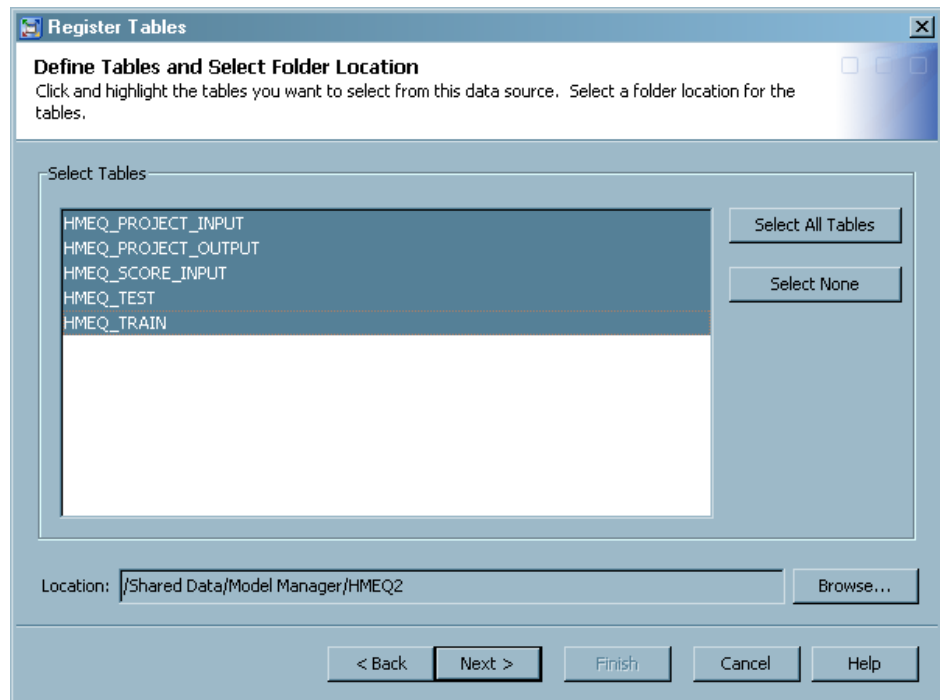 Register Tables
Define Tables and Select Folder Location
Click and highlight the tables you want to select from this data source. Select a folder location for the
tables.
Select Tables
HMEQ_PROJECT_INPUT
HMEQ_PROJECT_OUTPUT
HMEQ_SCORE_INPUT
HMEQ_TEST
HMEQ_TRAIN
Select All Tables
Select None
Location: /Shared Data/Model Manager/HMEQ2 Browse...
< Back Next > Finish Cancel Help